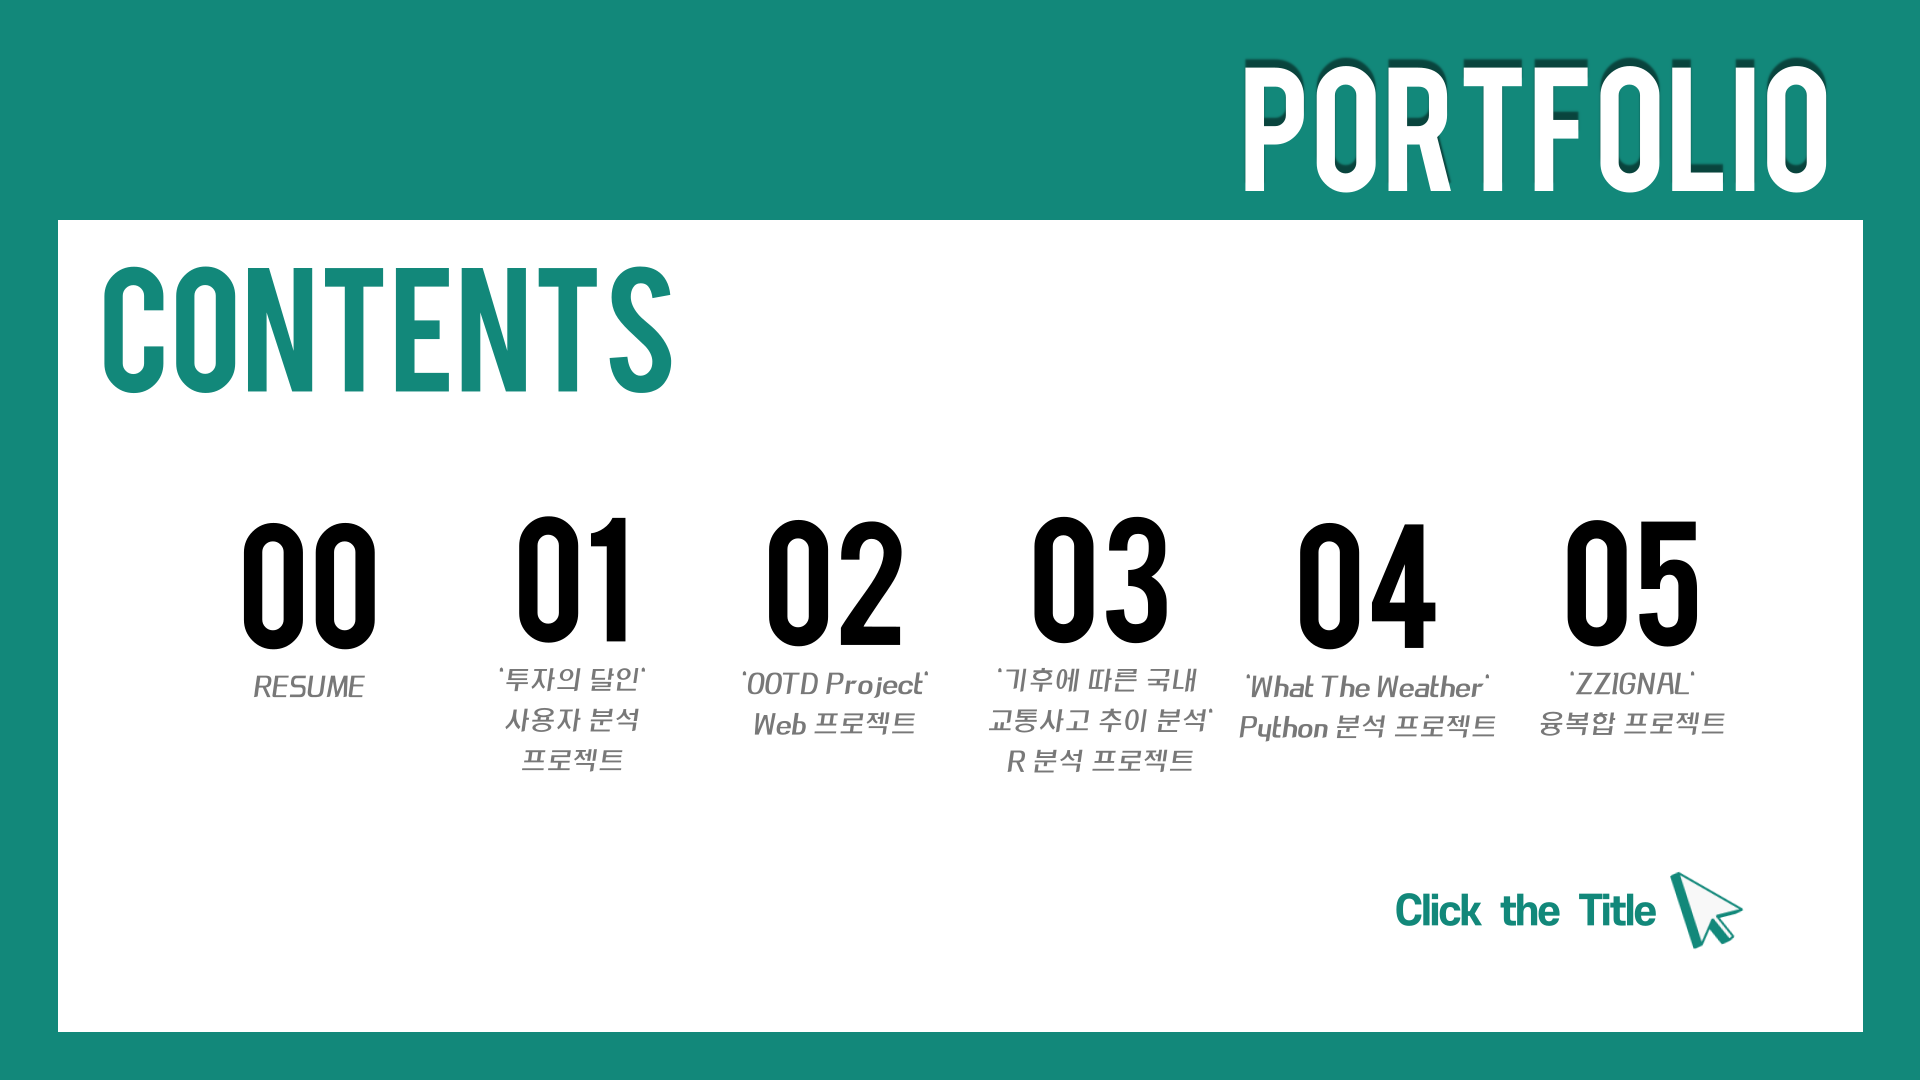 PORTFOLIO
CONTENTS
00
RESUME
01
'투자의 달인'
사용자 분석
프로젝트
02
'OOTD Project'
Web 프로젝트
03
'기후에 따른 국내
교통사고 추이 분석'
R 분석 프로젝트
04
'What The Weather'
Python 분석 프로젝트
05
'ZZIGNAL'
융복합 프로젝트
Click the Title